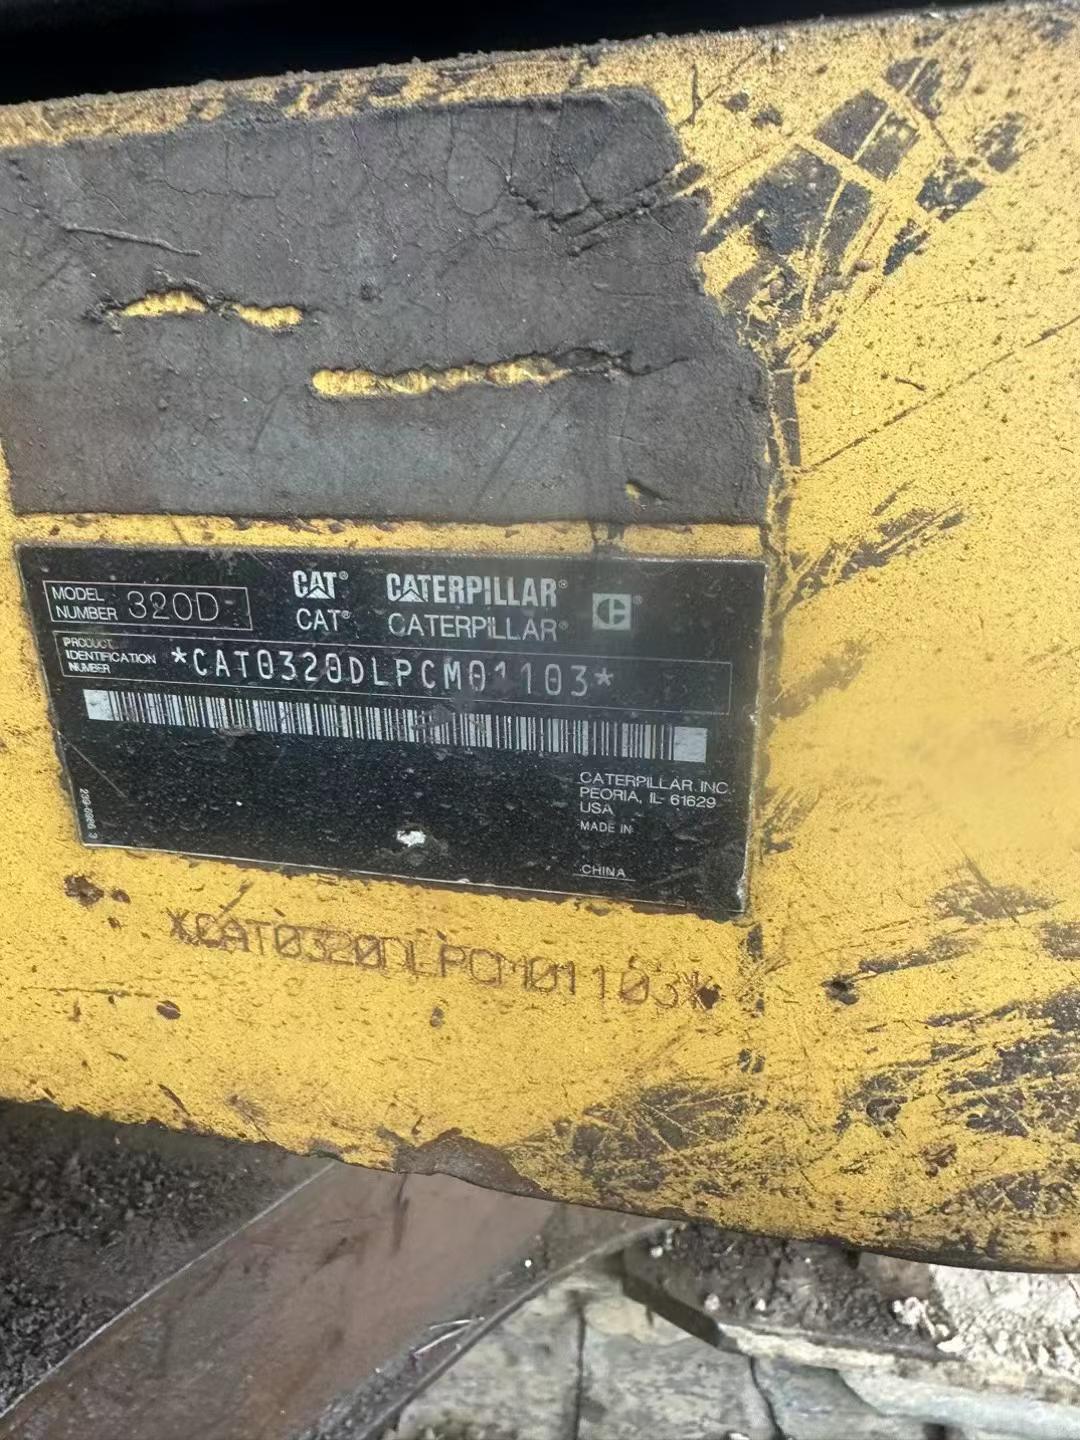 MODEL NUMBER 320D
CAT® CATERPILLAR®
CAT® CATERPILLAR®
PRODUCT IDENTIFICATION NUMBER *CAT0320DLPCM01103*
CATERPILLAR INC.
PEORIA, IL 61629
USA
MADE IN
CHINA
*CAT0320DLPCM01103*